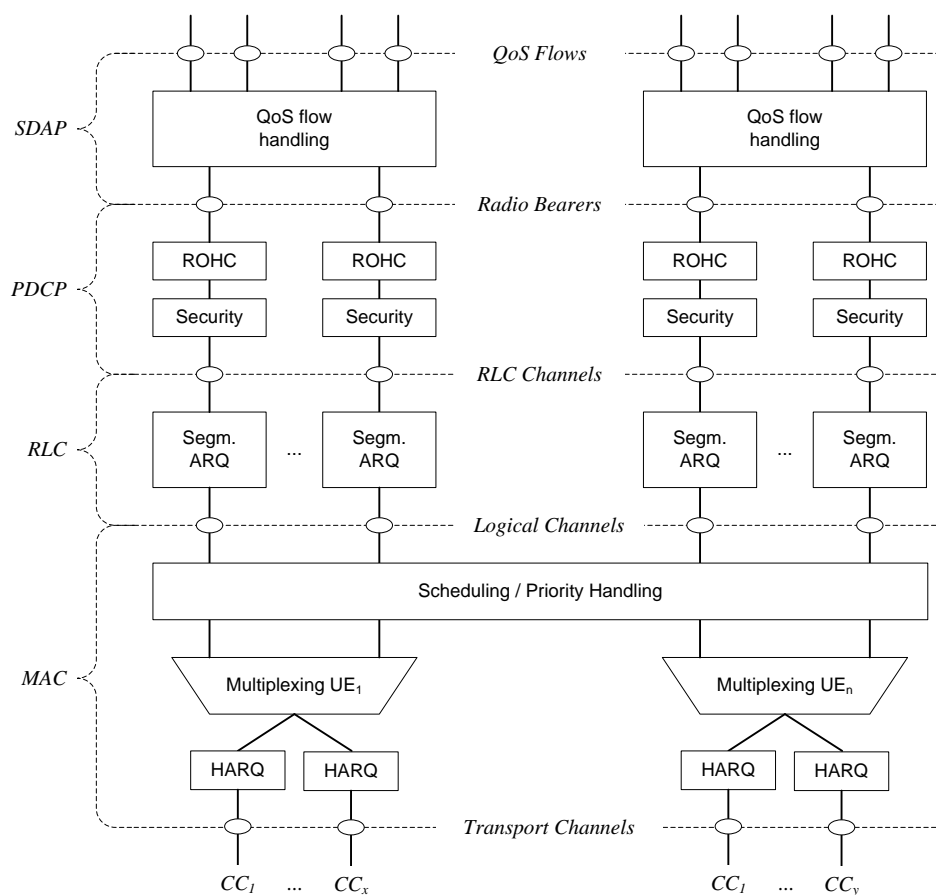 QoS Flows
QoS flow
handling
QoS flow
handling
SDAP
Radio Bearers
ROHC
ROHC
ROHC
ROHC
PDCP
Security
Security
Security
Security
RLC Channels
Segm.
ARQ
...
Segm.
ARQ
Segm.
ARQ
...
Segm.
ARQ
RLC
Logical Channels
Scheduling / Priority Handling
MAC
Multiplexing UE₁
Multiplexing UEₙ
HARQ
HARQ
HARQ
HARQ
Transport Channels
CC₁ ... CCₓ
CC₁ ... CCy